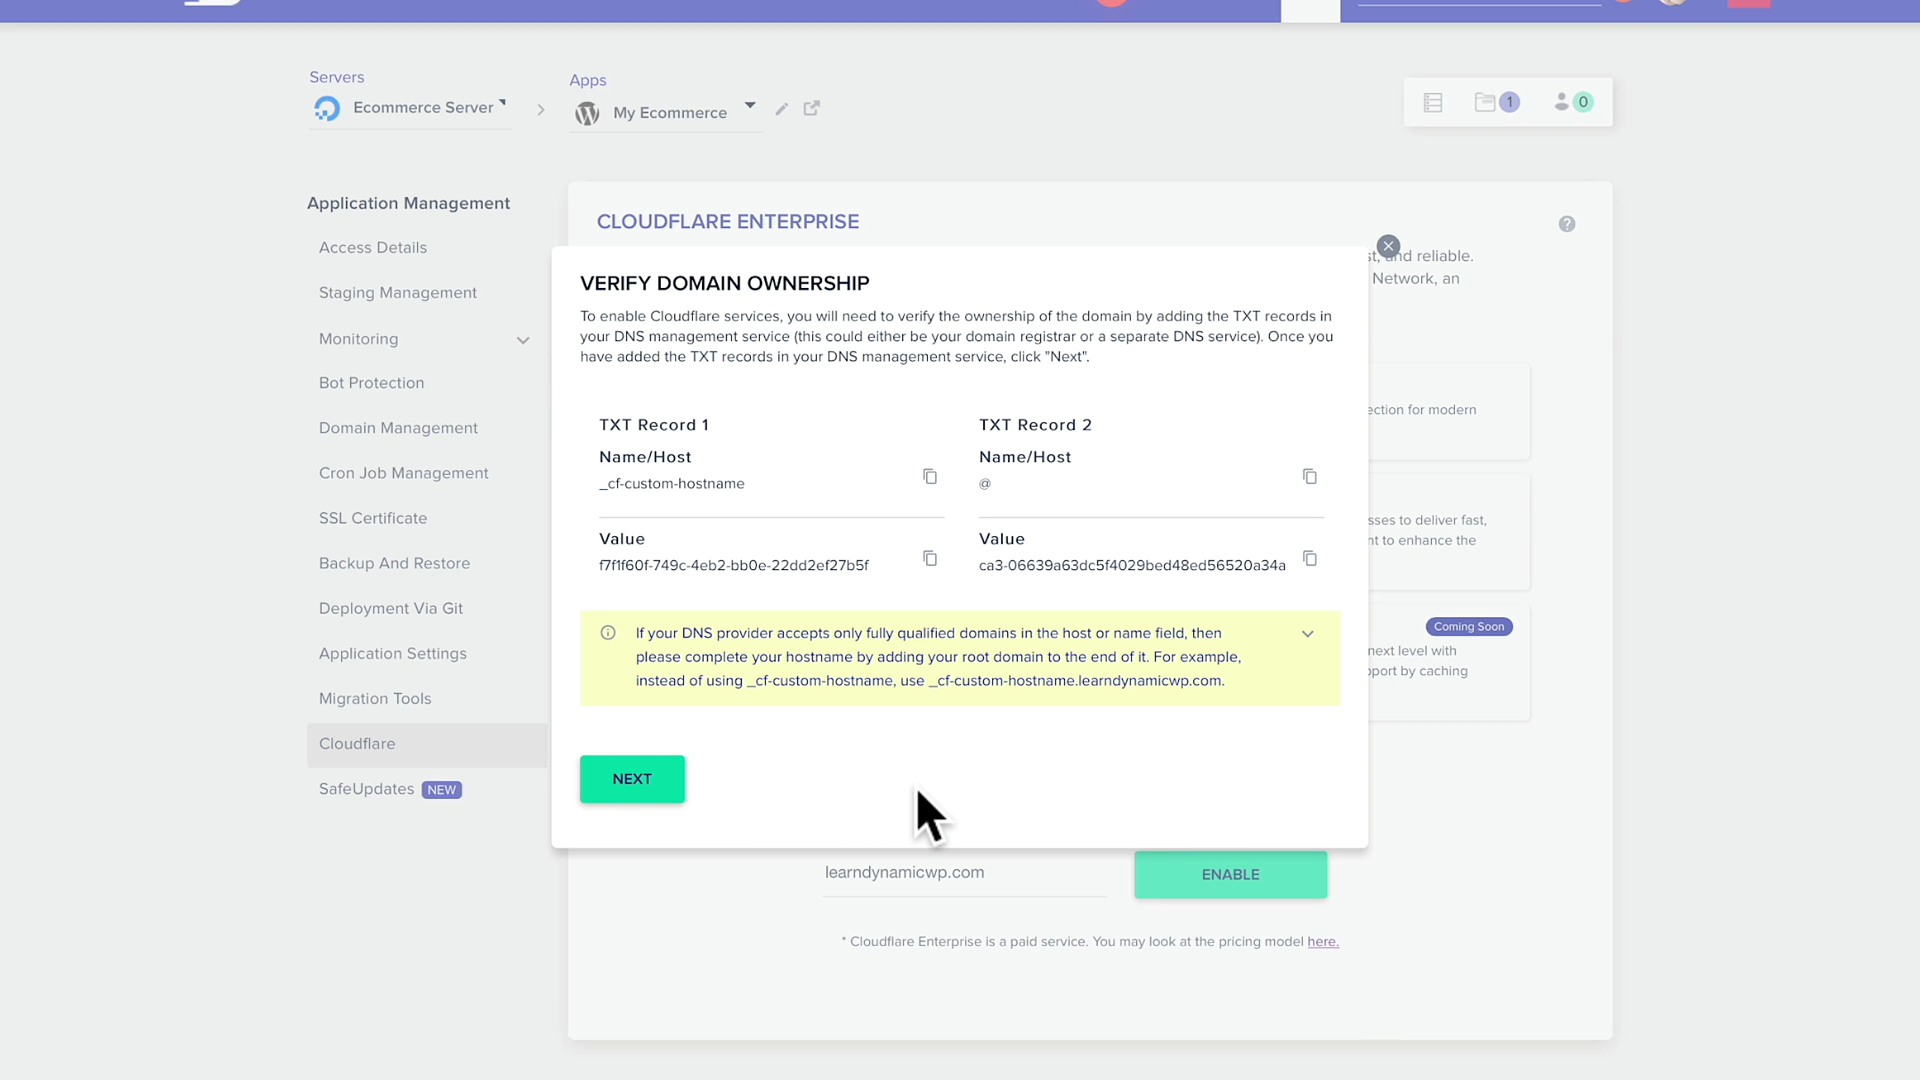 Servers
Ecommerce Server
Apps
My Ecommerce
1
0
Application Management
Access Details
Staging Management
Monitoring
Bot Protection
Domain Management
Cron Job Management
SSL Certificate
Backup And Restore
Deployment Via Git
Application Settings
Migration Tools
Cloudflare
SafeUpdates NEW
CLOUDFLARE ENTERPRISE
and reliable.
Network, an
VERIFY DOMAIN OWNERSHIP
To enable Cloudflare services, you will need to verify the ownership of the domain by adding the TXT records in
your DNS management service (this could either be your domain registrar or a separate DNS service). Once you
have added the TXT records in your DNS management service, click "Next".
TXT Record 1
Name/Host
_cf-custom-hostname
Value
f7f1f60f-749c-4eb2-bb0e-22dd2ef27b5f
TXT Record 2
Name/Host
@
Value
ca3-06639a63dc5f4029bed48ed56520a34a
If your DNS provider accepts only fully qualified domains in the host or name field, then
please complete your hostname by adding your root domain to the end of it. For example,
instead of using _cf-custom-hostname, use _cf-custom-hostname.learndynamicwp.com.
NEXT
ection for modern
sses to deliver fast,
nt to enhance the
Coming Soon
next level with
port by caching
learndynamicwp.com
ENABLE
* Cloudflare Enterprise is a paid service. You may look at the pricing model here.